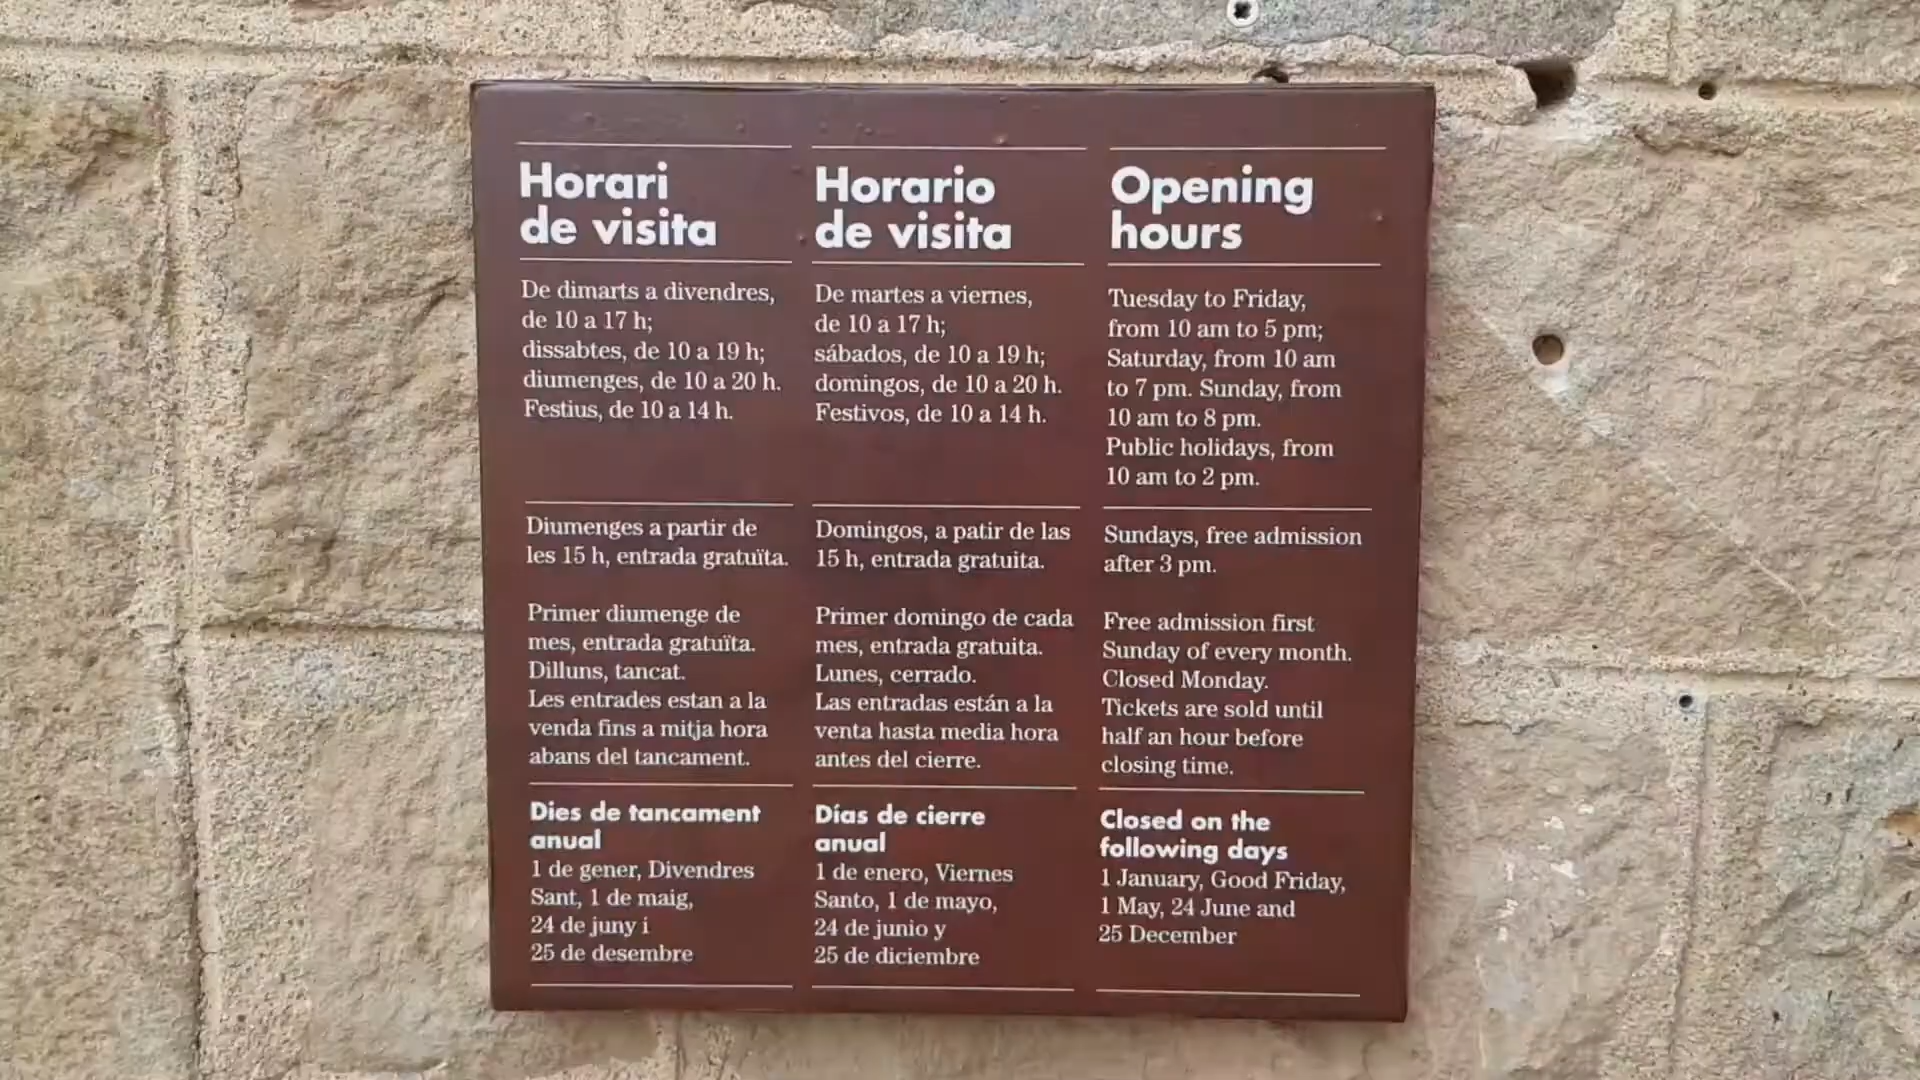 Horari
de visita
De dimarts a divendres,
de 10 a 17 h;
dissabtes, de 10 a 19 h;
diumenges, de 10 a 20 h.
Festius, de 10 a 14 h.
Diumenges a partir de
les 15 h, entrada gratuïta.
Primer diumenge de
mes, entrada gratuïta.
Dilluns, tancat.
Les entrades estan a la
venda fins a mitja hora
abans del tancament.
Dies de tancament
anual
1 de gener, Divendres
Sant, 1 de maig,
24 de juny i
25 de desembre
Horario
de visita
De martes a viernes,
de 10 a 17 h;
sábados, de 10 a 19 h;
domingos, de 10 a 20 h.
Festivos, de 10 a 14 h.
Domingos, a patir de las
15 h, entrada gratuita.
Primer domingo de cada
mes, entrada gratuita.
Lunes, cerrado.
Las entradas están a la
venta hasta media hora
antes del cierre.
Días de cierre
anual
1 de enero, Viernes
Santo, 1 de mayo,
24 de junio y
25 de diciembre
Opening
hours
Tuesday to Friday,
from 10 am to 5 pm;
Saturday, from 10 am
to 7 pm. Sunday, from
10 am to 8 pm.
Public holidays, from
10 am to 2 pm.
Sundays, free admission
after 3 pm.
Free admission first
Sunday of every month.
Closed Monday.
Tickets are sold until
half an hour before
closing time.
Closed on the
following days
1 January, Good Friday,
1 May, 24 June and
25 December